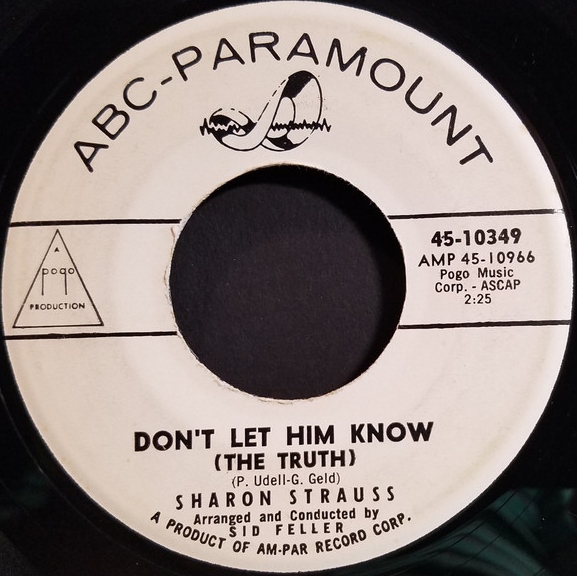 ABC-PARAMOUNT
A
pogo
PRODUCTION
45-10349
AMP 45-10966
Pogo Music
Corp. - ASCAP
2:25
DON'T LET HIM KNOW
(THE TRUTH)
(P. Udell-G. Geld)
SHARON STRAUSS
Arranged and Conducted by
SID FELLER
A PRODUCT OF AM-PAR RECORD CORP.